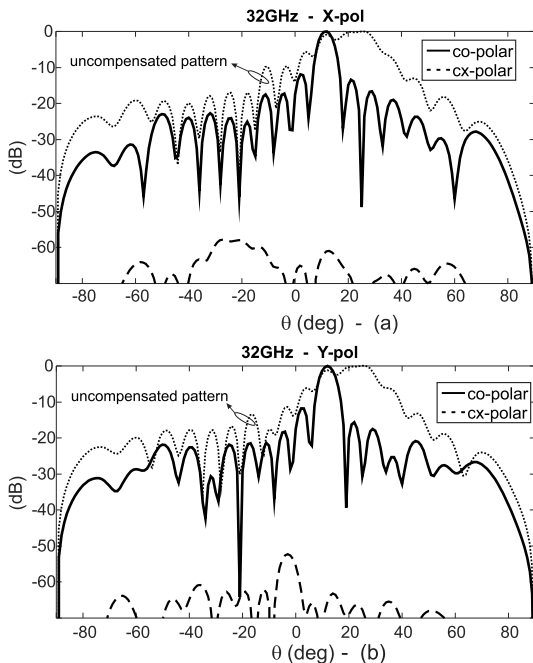 32GHz - X-pol
0
-10
-20
-30
-40
-50
-60
(dB)
uncompensated pattern
co-polar
cx-polar
-80 -60 -40 -20 0 20 40 60 80
θ (deg) - (a)
32GHz - Y-pol
0
-10
-20
-30
-40
-50
-60
(dB)
uncompensated pattern
co-polar
cx-polar
-80 -60 -40 -20 0 20 40 60 80
θ (deg) - (b)